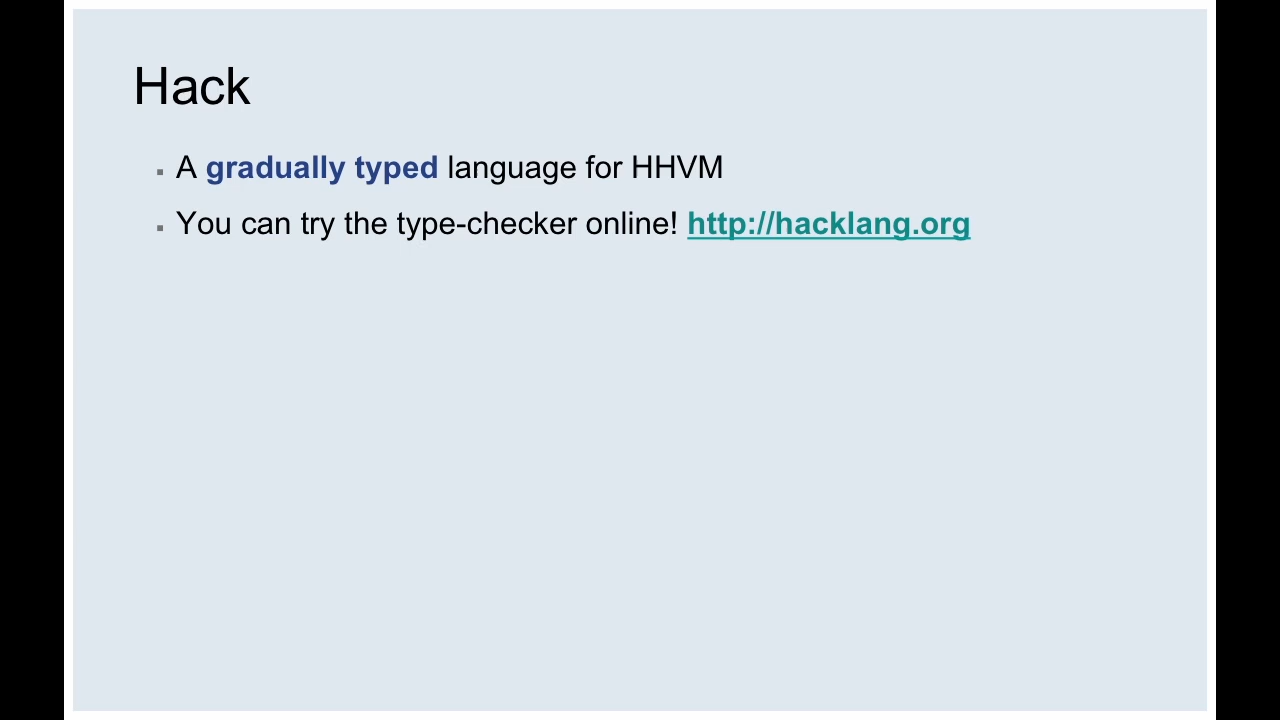 Hack
A gradually typed language for HHVM
You can try the type-checker online! http://hacklang.org